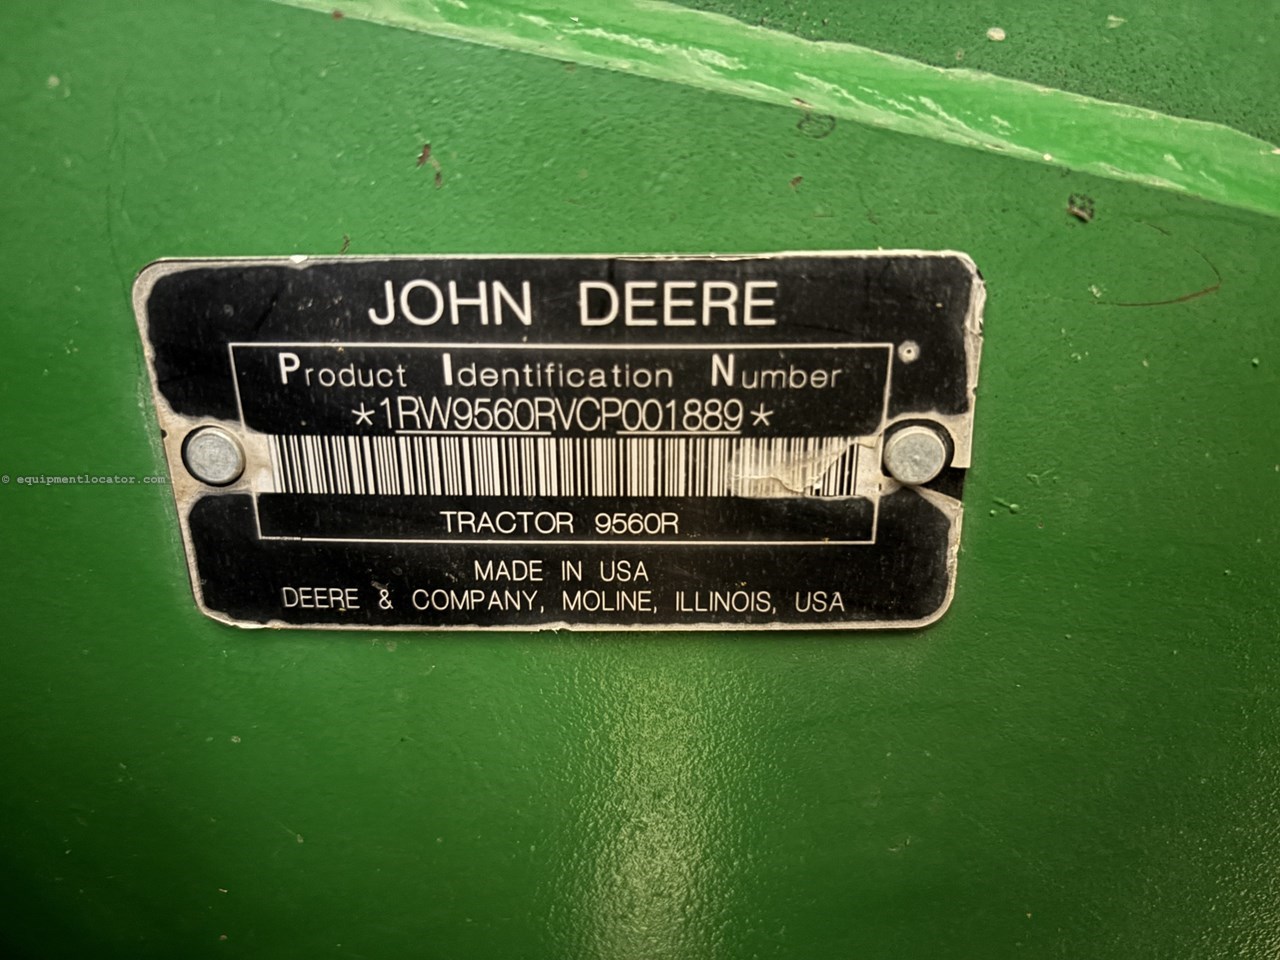 JOHN DEERE
Product Identification Number
*1RW9560RVCP001889*
TRACTOR 9560R
MADE IN USA
DEERE & COMPANY, MOLINE, ILLINOIS, USA
© equipmentlocator.com